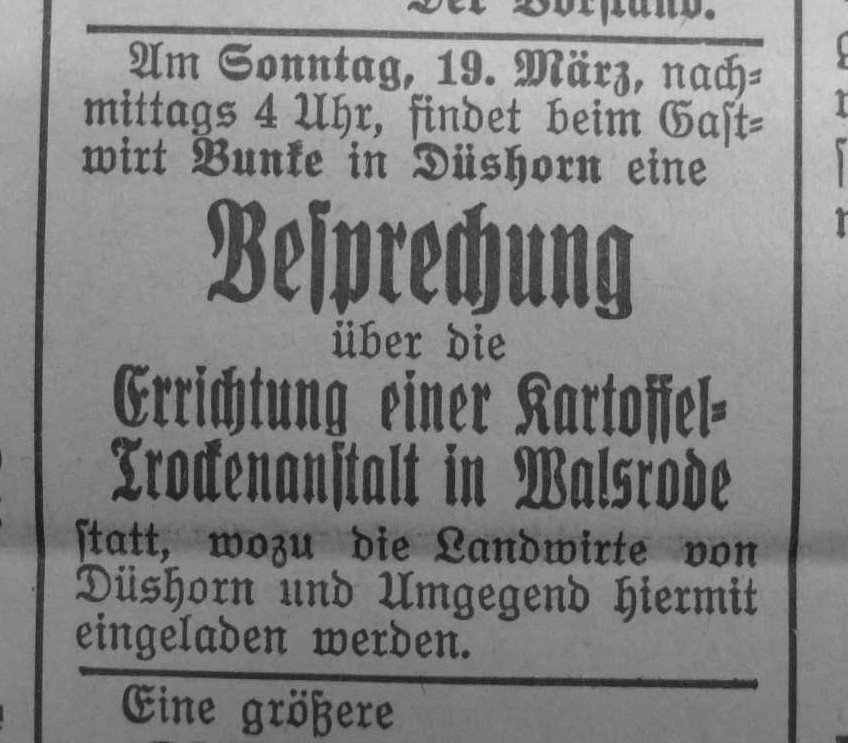 Der Vorstand.
Am Sonntag, 19. März, nach-
mittags 4 Uhr, findet beim Gast-
wirt Bunke in Düshorn eine
Besprechung
über die
Errichtung einer Kartoffel-
Trockenanstalt in Walsrode
statt, wozu die Landwirte von
Düshorn und Umgegend hiermit
eingeladen werden.
Eine größere